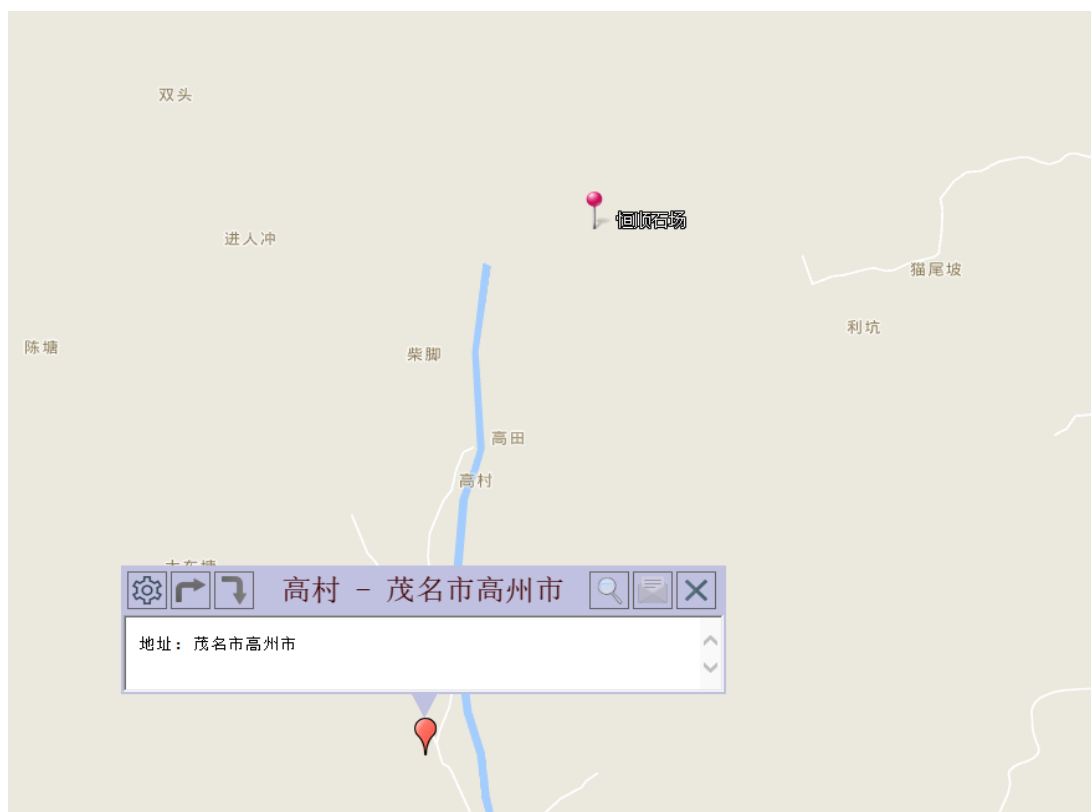 双头
恒顺石场
进人冲
猫尾坡
利坑
陈塘
柴脚
高田
高村
高村 - 茂名市高州市
地址: 茂名市高州市